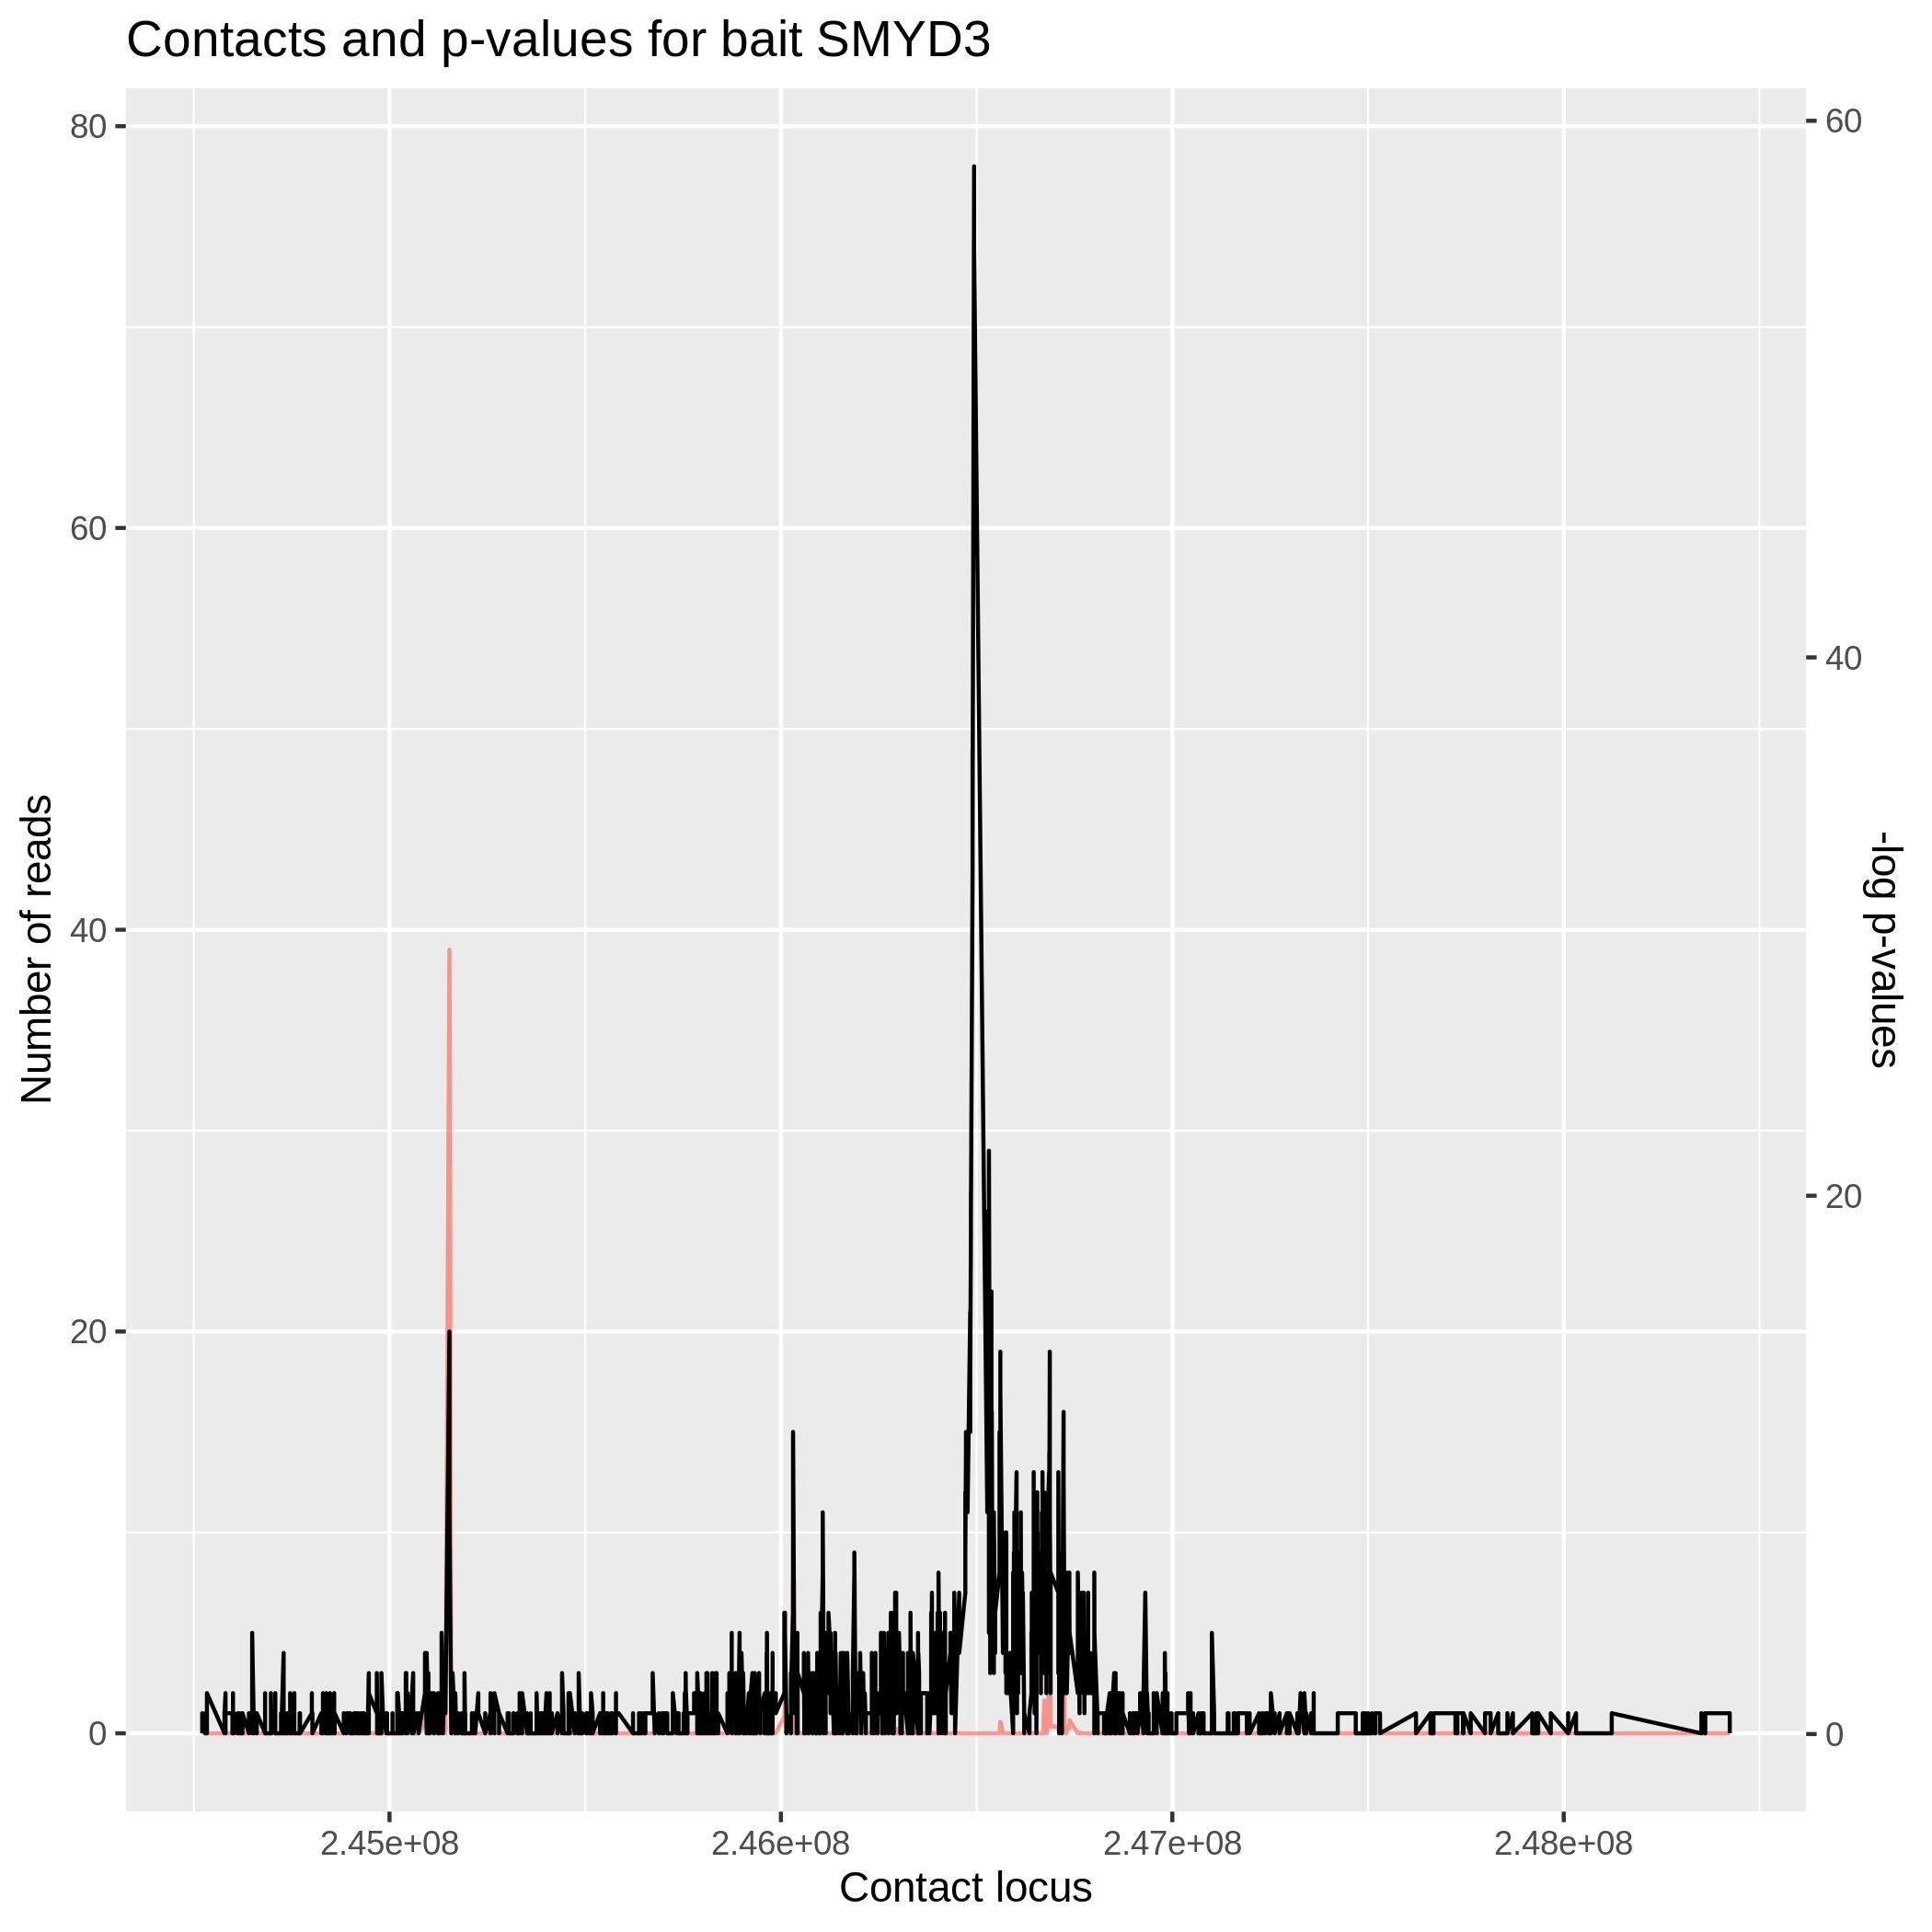 Contacts and p-values for bait SMYD3
80
60
40
20
0
Number of reads
60
40
20
0
-log p-values
2.45e+08
2.46e+08
2.47e+08
2.48e+08
Contact locus